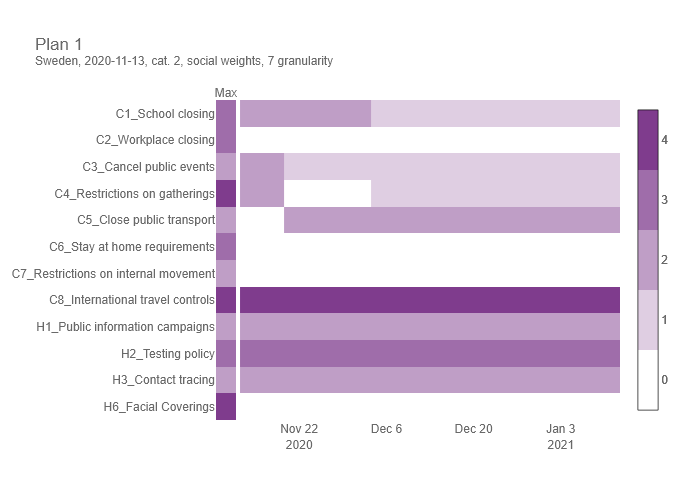 Plan 1
Sweden, 2020-11-13, cat. 2, social weights, 7 granularity
Max
C1_School closing
C2_Workplace closing
C3_Cancel public events
C4_Restrictions on gatherings
C5_Close public transport
C6_Stay at home requirements
C7_Restrictions on internal movement
C8_International travel controls
H1_Public information campaigns
H2_Testing policy
H3_Contact tracing
H6_Facial Coverings
Nov 22 Dec 6 Dec 20 Jan 3
2020 2021
4
3
2
1
0